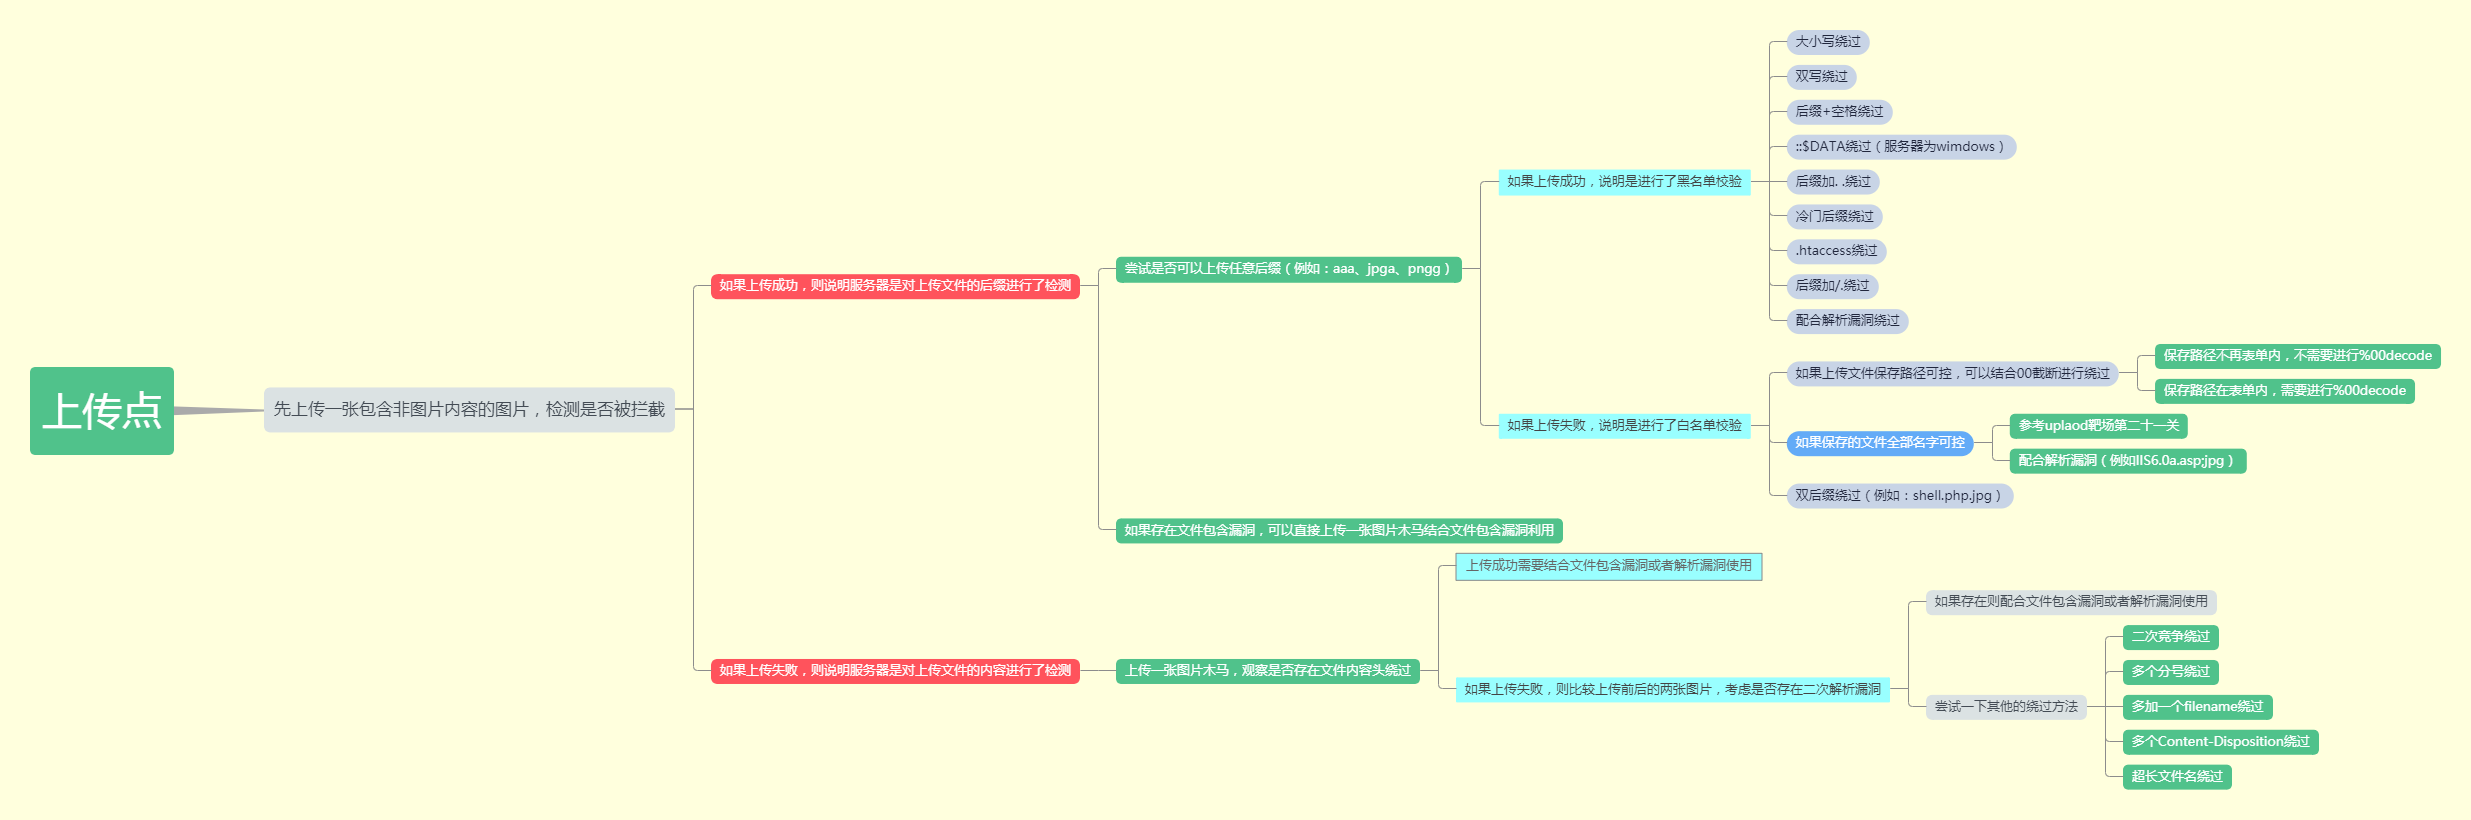 上传点
先上传一张包含非图片内容的图片，检测是否被拦截
如果上传成功，则说明服务器是对上传文件的后缀进行了检测
尝试是否可以上传任意后缀（例如：aaa、jpga、pngg）
如果上传成功，说明是进行了黑名单校验
大小写绕过
双写绕过
后缀+空格绕过
::$DATA绕过（服务器为wimdows）
后缀加. .绕过
冷门后缀绕过
.htaccess绕过
后缀加/.绕过
配合解析漏洞绕过
如果上传失败，说明是进行了白名单校验
如果上传文件保存路径可控，可以结合00截断进行绕过
保存路径不再表单内，不需要进行%00decode
保存路径在表单内，需要进行%00decode
如果保存的文件全部名字可控
参考uplaod靶场第二十一关
配合解析漏洞（例如IIS6.0a.asp;jpg）
双后缀绕过（例如：shell.php.jpg）
如果存在文件包含漏洞，可以直接上传一张图片木马结合文件包含漏洞利用
如果上传失败，则说明服务器是对上传文件的内容进行了检测
上传一张图片木马，观察是否存在文件内容头绕过
上传成功需要结合文件包含漏洞或者解析漏洞使用
如果上传失败，则比较上传前后的两张图片，考虑是否存在二次解析漏洞
如果存在则配合文件包含漏洞或者解析漏洞使用
尝试一下其他的绕过方法
二次竞争绕过
多个分号绕过
多加一个filename绕过
多个Content-Disposition绕过
超长文件名绕过